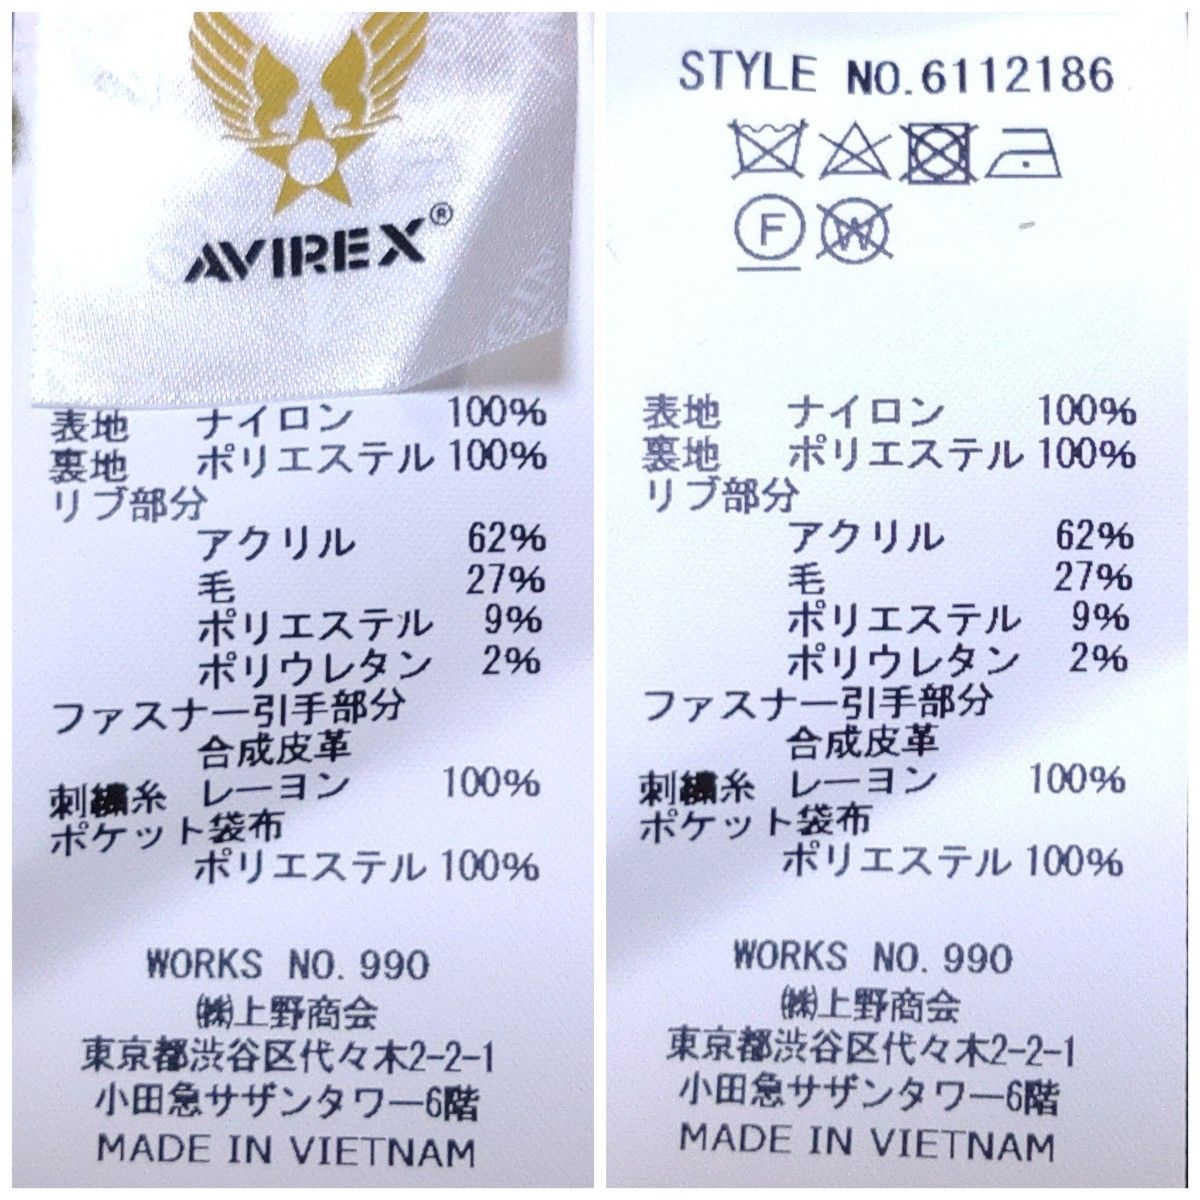 AVIREX®
表地 ナイロン 100%
裏地 ポリエステル 100%
リブ部分
アクリル 62%
毛 27%
ポリエステル 9%
ポリウレタン 2%
ファスナー引手部分
合成皮革
刺繍糸 レーヨン 100%
ポケット袋布
ポリエステル 100%
WORKS NO. 990
㈱上野商会
東京都渋谷区代々木2-2-1
小田急サザンタワー6階
MADE IN VIETNAM
STYLE NO.6112186
F W
表地 ナイロン 100%
裏地 ポリエステル 100%
リブ部分
アクリル 62%
毛 27%
ポリエステル 9%
ポリウレタン 2%
ファスナー引手部分
合成皮革
刺繍糸 レーヨン 100%
ポケット袋布
ポリエステル 100%
WORKS NO. 990
㈱上野商会
東京都渋谷区代々木2-2-1
小田急サザンタワー6階
MADE IN VIETNAM